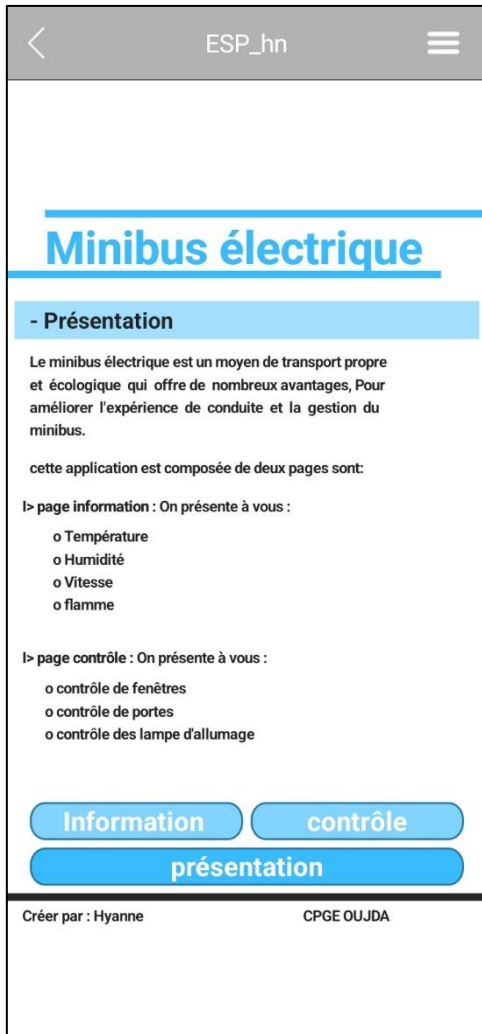 ESP_hn
Minibus électrique
- Présentation
Le minibus électrique est un moyen de transport propre
et écologique qui offre de nombreux avantages, Pour
améliorer l'expérience de conduite et la gestion du
minibus.
cette application est composée de deux pages sont:
I> page information : On présente à vous :
o Température
o Humidité
o Vitesse
o flamme
I> page contrôle : On présente à vous :
o contrôle de fenêtres
o contrôle de portes
o contrôle des lampe d'allumage
Information contrôle
présentation
Créer par : Hyanne CPGE OUJDA